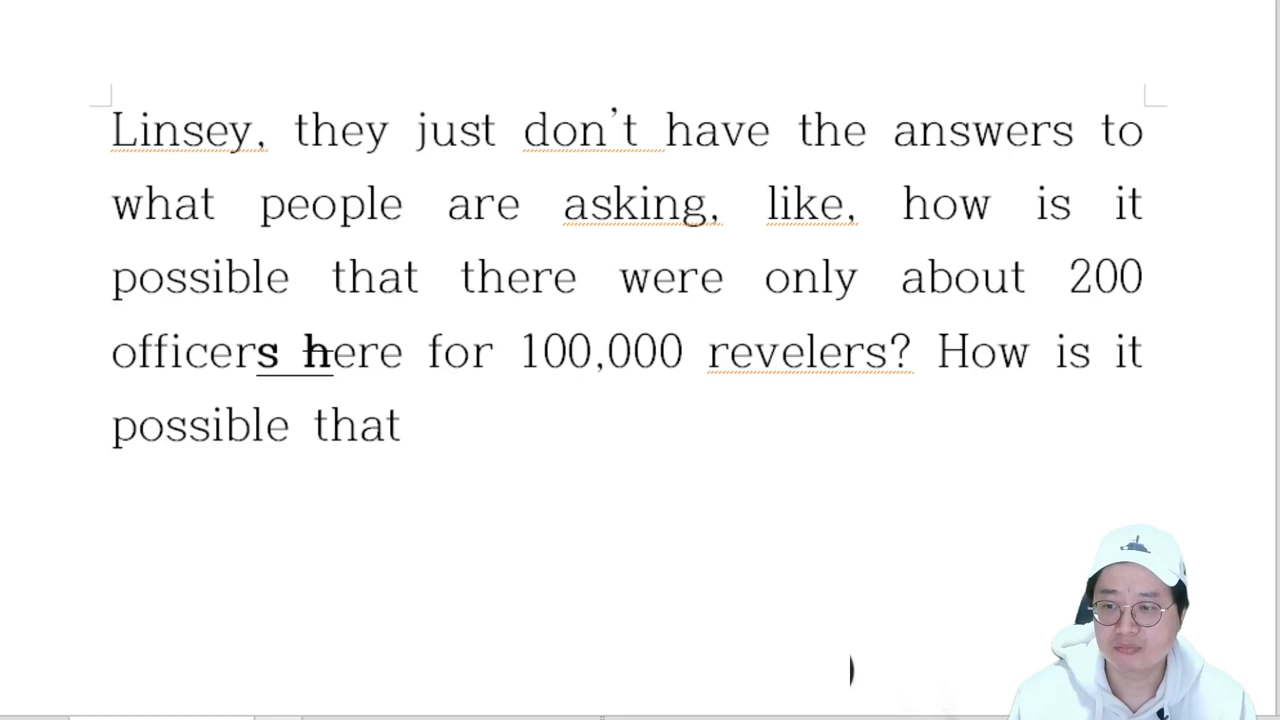 Linsey, they just don't have the answers to
what people are asking, like, how is it
possible that there were only about 200
officers here for 100,000 revelers? How is it
possible that